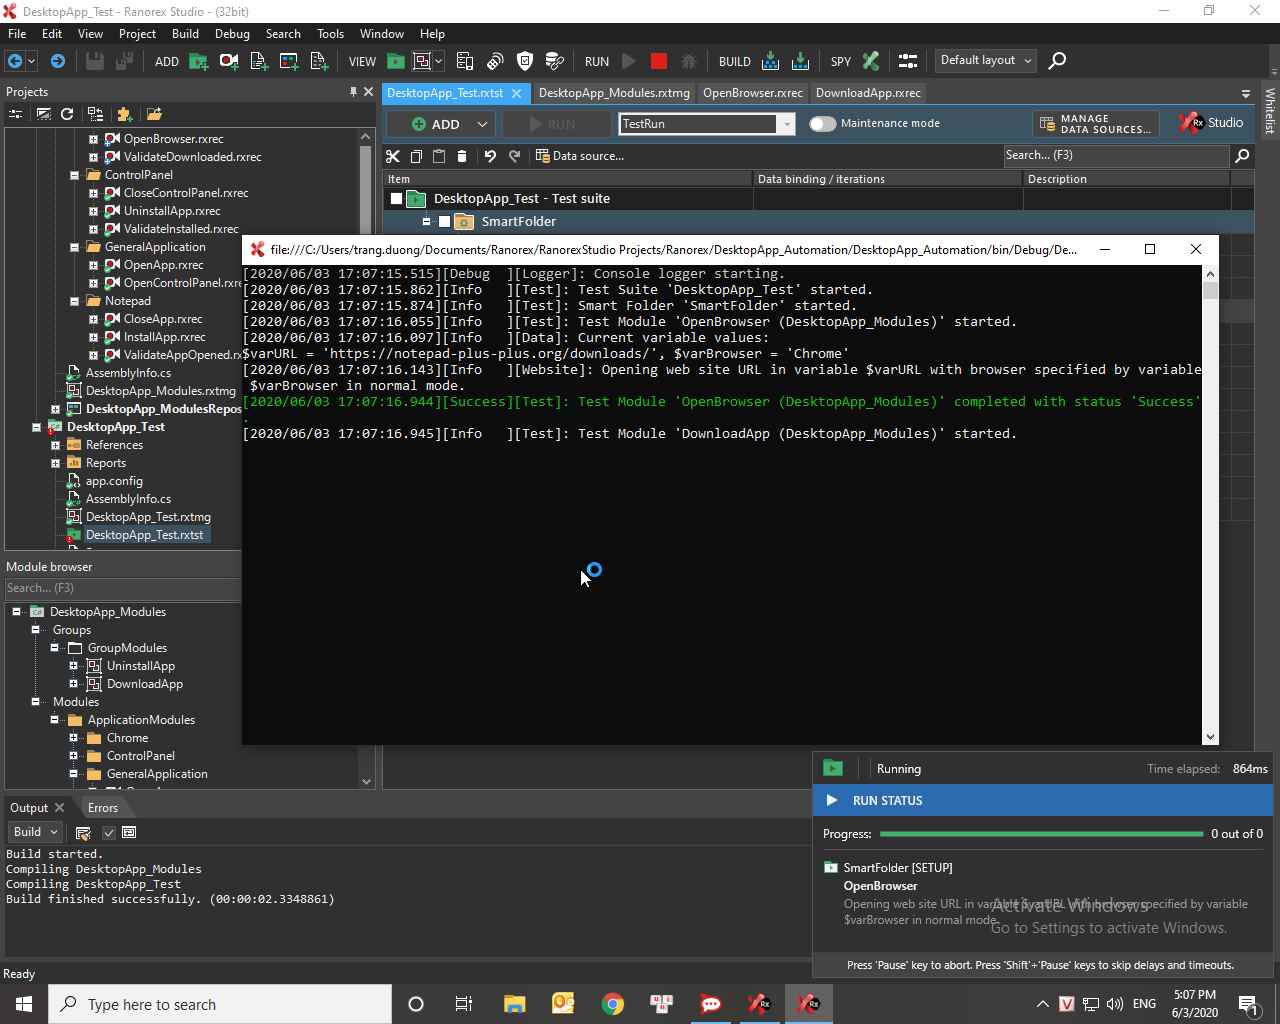 DesktopApp_Test - Ranorex Studio - (32bit)
File Edit View Project Build Debug Search Tools Window Help
ADD VIEW RUN BUILD SPY Default layout
Projects
DesktopApp_Test.rxtst DesktopApp_Modules.rxtmg OpenBrowser.rxrec DownloadApp.rxrec
Whitelist
ADD RUN TestRun Maintenance mode MANAGE DATA SOURCES... Rx Studio
Data source... Search... (F3)
Item Data binding / iterations Description
DesktopApp_Test - Test suite
SmartFolder
OpenBrowser.rxrec
ValidateDownloaded.rxrec
ControlPanel
CloseControlPanel.rxrec
UninstallApp.rxrec
ValidateInstalled.rxrec
GeneralApplication
OpenApp.rxrec
OpenControlPanel.rxre
Notepad
CloseApp.rxrec
InstallApp.rxrec
ValidateAppOpened.rx
AssemblyInfo.cs
DesktopApp_Modules.rxtmg
DesktopApp_ModulesRepos
DesktopApp_Test
References
Reports
app.config
AssemblyInfo.cs
DesktopApp_Test.rxtmg
DesktopApp_Test.rxtst
file:///C:/Users/trang.duong/Documents/Ranorex/RanorexStudio Projects/Ranorex/DesktopApp_Automation/DesktopApp_Automation/bin/Debug/De...
[2020/06/03 17:07:15.515][Debug  ][Logger]: Console logger starting.
[2020/06/03 17:07:15.862][Info   ][Test]: Test Suite 'DesktopApp_Test' started.
[2020/06/03 17:07:15.874][Info   ][Test]: Smart Folder 'SmartFolder' started.
[2020/06/03 17:07:16.055][Info   ][Test]: Test Module 'OpenBrowser (DesktopApp_Modules)' started.
[2020/06/03 17:07:16.097][Info   ][Data]: Current variable values:
$varURL = 'https://notepad-plus-plus.org/downloads/', $varBrowser = 'Chrome'
[2020/06/03 17:07:16.143][Info   ][Website]: Opening web site URL in variable $varURL with browser specified by variable
$varBrowser in normal mode.
[2020/06/03 17:07:16.944][Success][Test]: Test Module 'OpenBrowser (DesktopApp_Modules)' completed with status 'Success'
.
[2020/06/03 17:07:16.945][Info   ][Test]: Test Module 'DownloadApp (DesktopApp_Modules)' started.
Module browser
Search... (F3)
DesktopApp_Modules
Groups
GroupModules
UninstallApp
DownloadApp
Modules
ApplicationModules
Chrome
ControlPanel
GeneralApplication
Output Errors
Build
Build started.
Compiling DesktopApp_Modules
Compiling DesktopApp_Test
Build finished successfully. (00:00:02.3348861)
Running Time elapsed: 864ms
RUN STATUS
Progress: 0 out of 0
SmartFolder [SETUP]
OpenBrowser
Opening web site URL in variable $varURL with browser specified by variable
$varBrowser in normal mode.
Activate Windows
Go to Settings to activate Windows.
Press 'Pause' key to abort. Press 'Shift'+'Pause' keys to skip delays and timeouts.
Ready
Type here to search
ENG
5:07 PM
6/3/2020
1